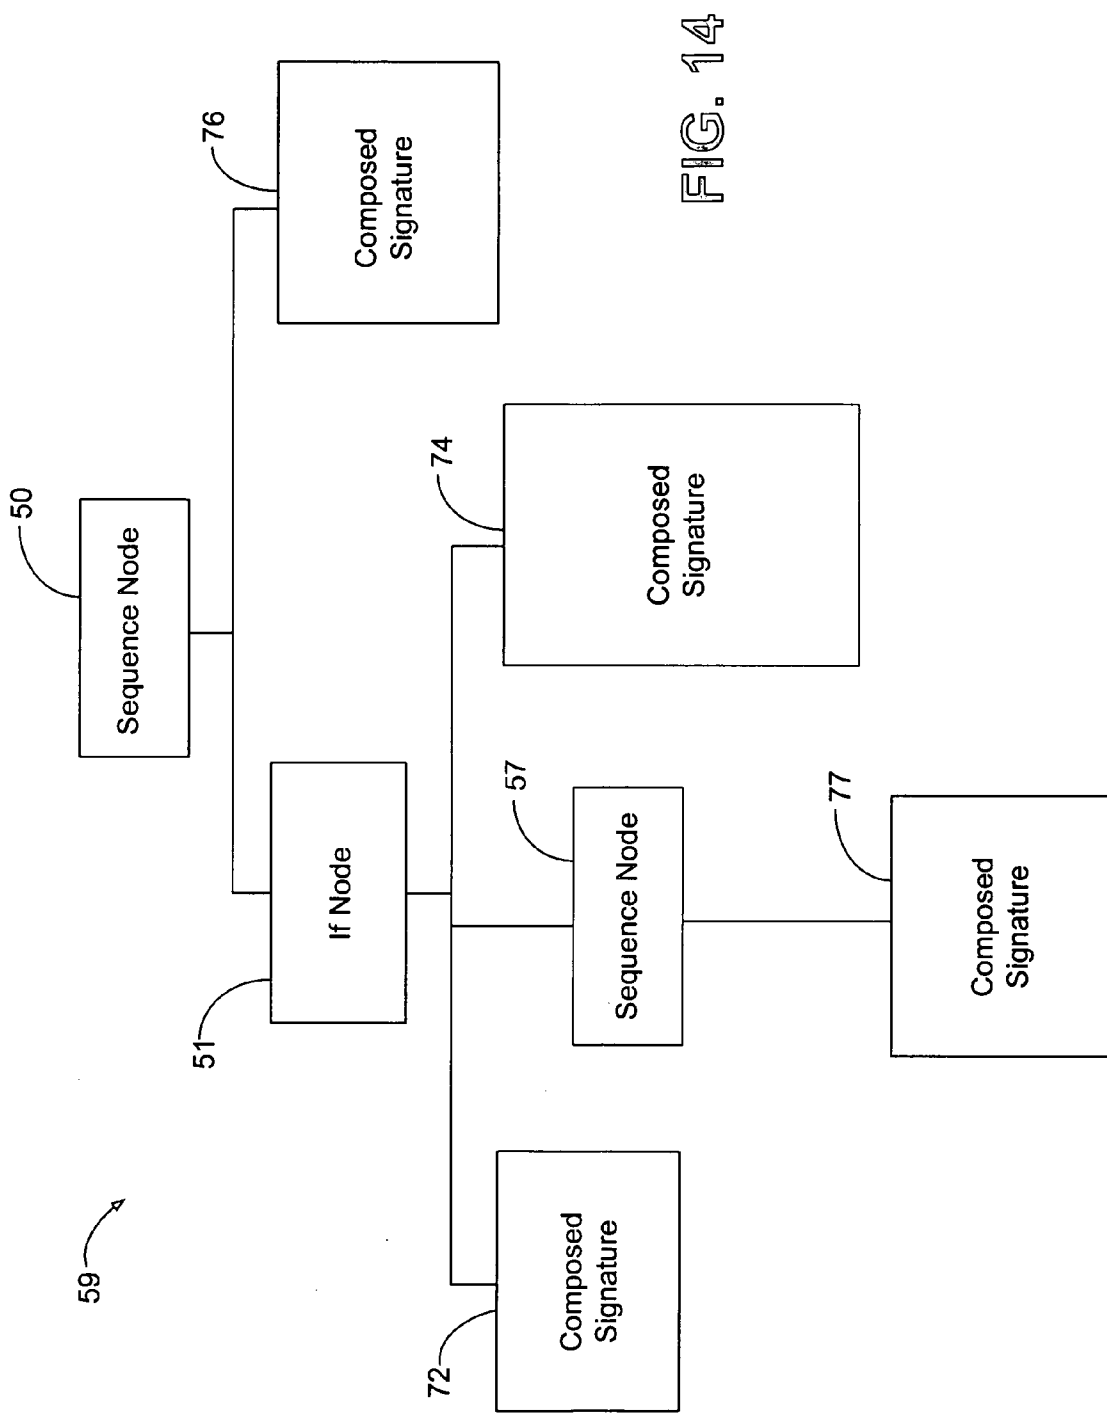 59
50
Sequence Node
51
If Node
76
Composed
Signature
72
Composed
Signature
57
Sequence Node
74
Composed
Signature
77
Composed
Signature
FIG. 14